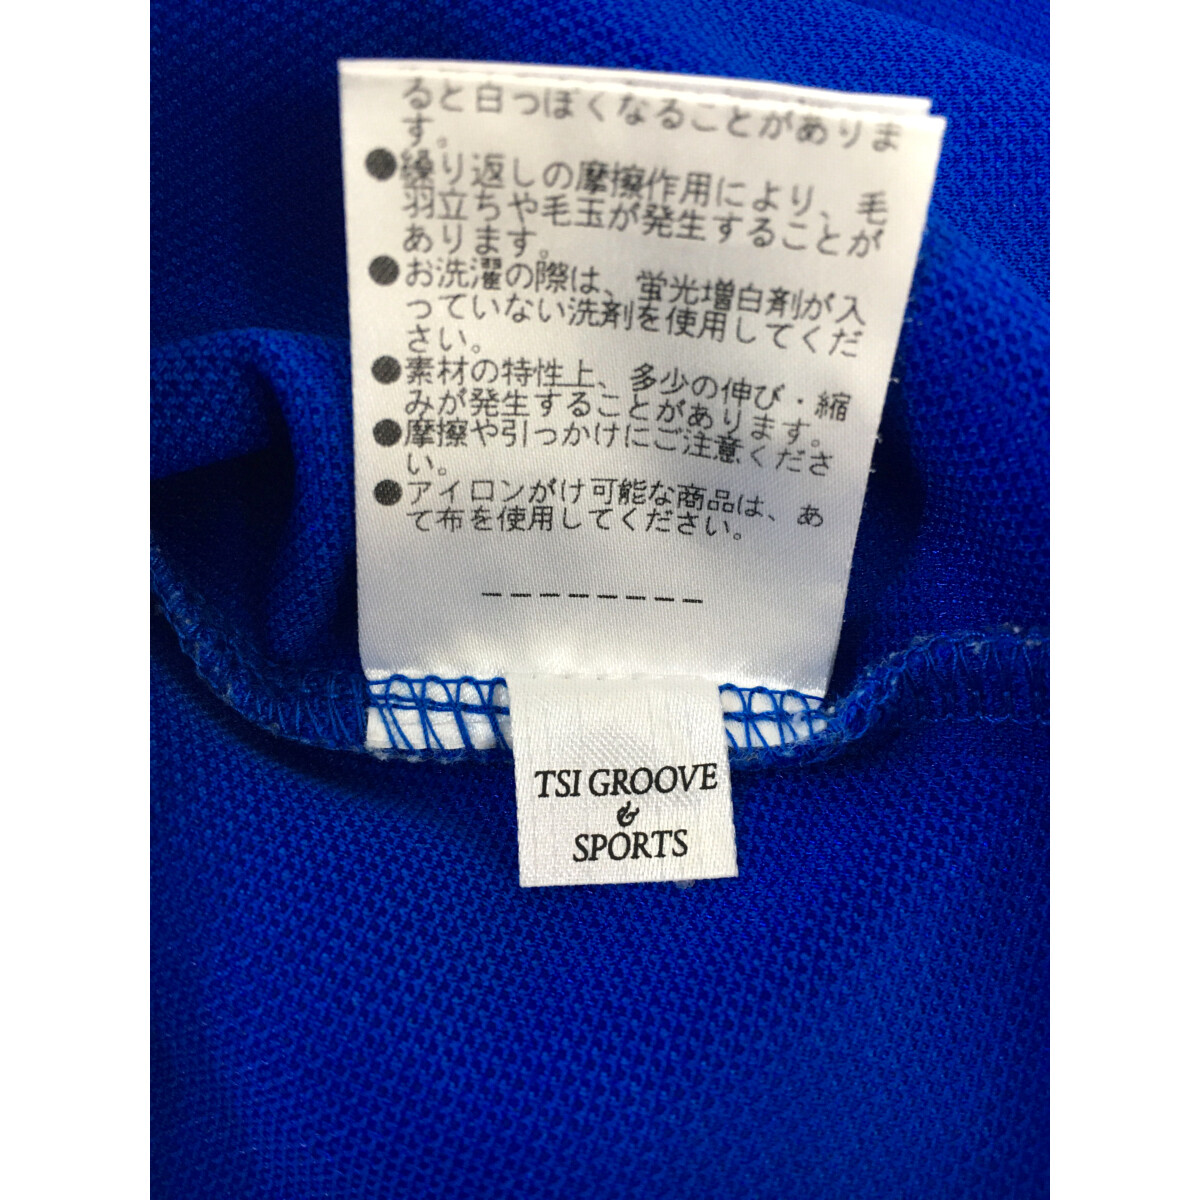 ると白っぽくなることがありま
す。
●繰り返しの摩擦作用により、毛
羽立ちや毛玉が発生することが
あります。
●お洗濯の際は、蛍光増白剤が入
っていない洗剤を使用してくだ
さい。
●素材の特性上、多少の伸び・縮
みが発生することがあります。
●摩擦や引っかけにご注意くださ
い。
●アイロンがけ可能な商品は、あ
て布を使用してください。
--------
TSI GROOVE
&
SPORTS